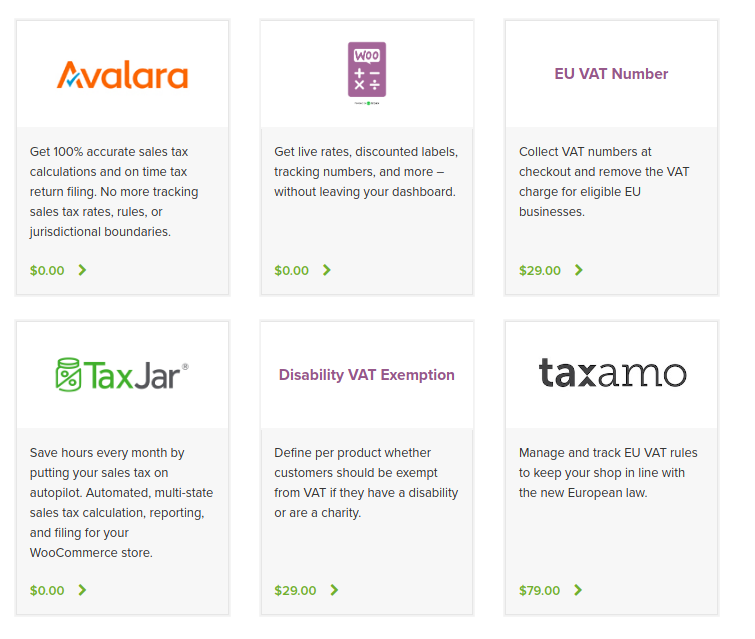 Avalara
WOO
EU VAT Number
Get 100% accurate sales tax
calculations and on time tax
return filing. No more tracking
sales tax rates, rules, or
jurisdictional boundaries.
$0.00
Get live rates, discounted labels,
tracking numbers, and more –
without leaving your dashboard.
$0.00
Collect VAT numbers at
checkout and remove the VAT
charge for eligible EU
businesses.
$29.00
TaxJar®
Disability VAT Exemption
taxamo
Save hours every month by
putting your sales tax on
autopilot. Automated, multi-state
sales tax calculation, reporting,
and filing for your
WooCommerce store.
$0.00
Define per product whether
customers should be exempt
from VAT if they have a disability
or are a charity.
$29.00
Manage and track EU VAT rules
to keep your shop in line with
the new European law.
$79.00